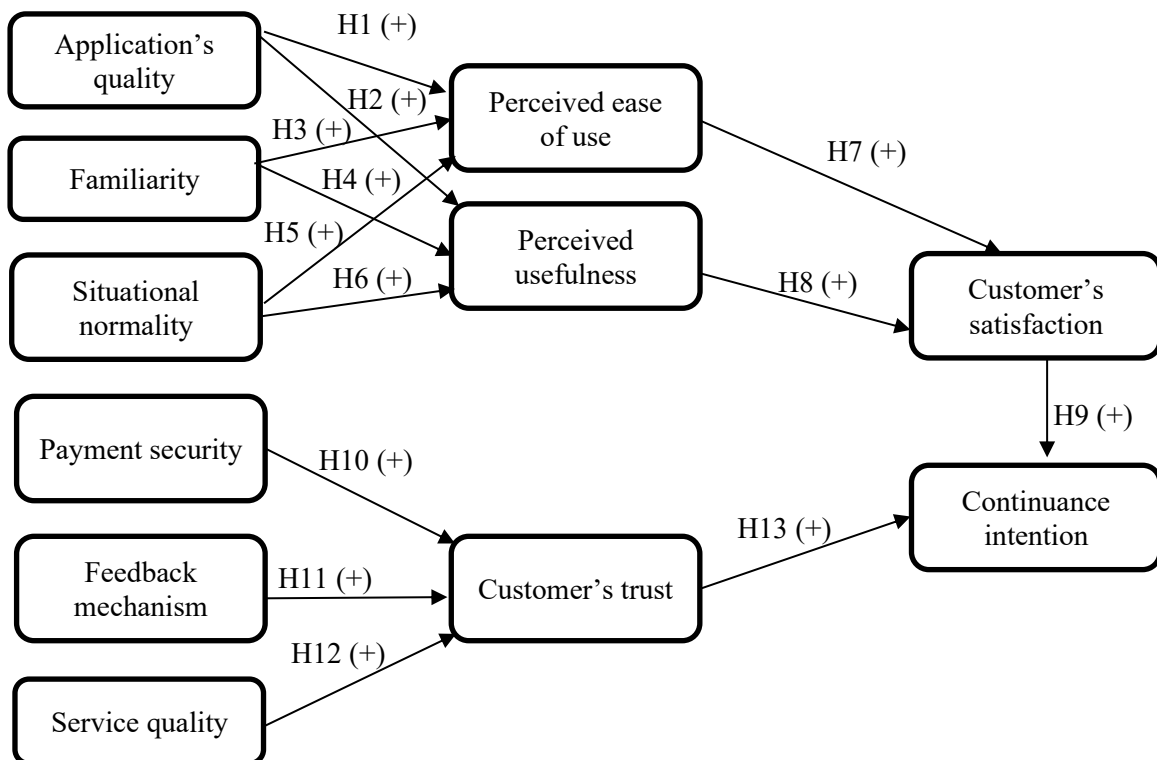 Application’s
quality
H1 (+)
Perceived ease
of use
H2 (+)
H3 (+)
Familiarity
H4 (+)
H5 (+)
Perceived
usefulness
H6 (+)
Situational
normality
H7 (+)
H8 (+)
Customer’s
satisfaction
H9 (+)
Payment security
H10 (+)
Continuance
intention
Feedback
mechanism
H11 (+)
Customer’s trust
H13 (+)
H12 (+)
Service quality